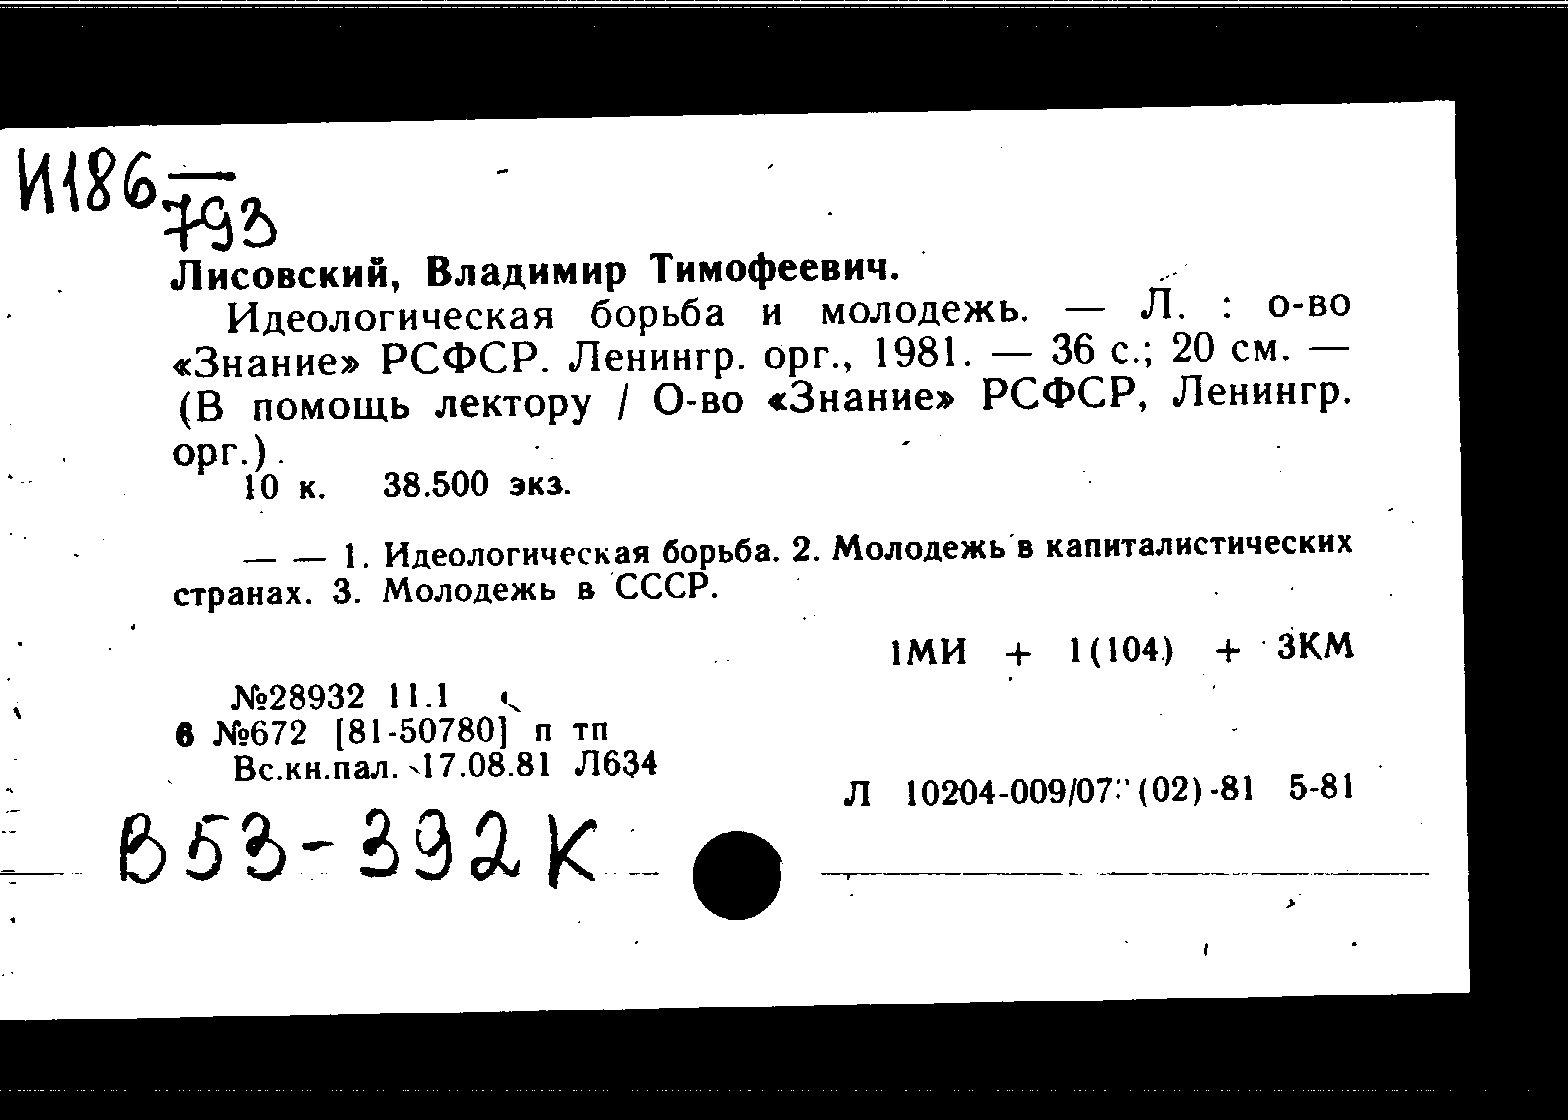 И186—
793
Лисовский, Владимир Тимофеевич.
Идеологическая борьба и молодежь. — Л. : о-во
«Знание» РСФСР. Ленингр. орг., 1981. — 36 с.; 20 см. —
(В помощь лектору / О-во «Знание» РСФСР, Ленингр.
орг.).
10 к. 38.500 экз.
— — 1. Идеологическая борьба. 2. Молодежь в капиталистических
странах. 3. Молодежь в СССР.
1МИ + 1(104) + 3КМ
№28932 11.1
6 №672 [81-50780] п тп
Вс.кн.пал. 17.08.81 Л634
Л 10204-009/07 (02)-81 5-81
В53-392К